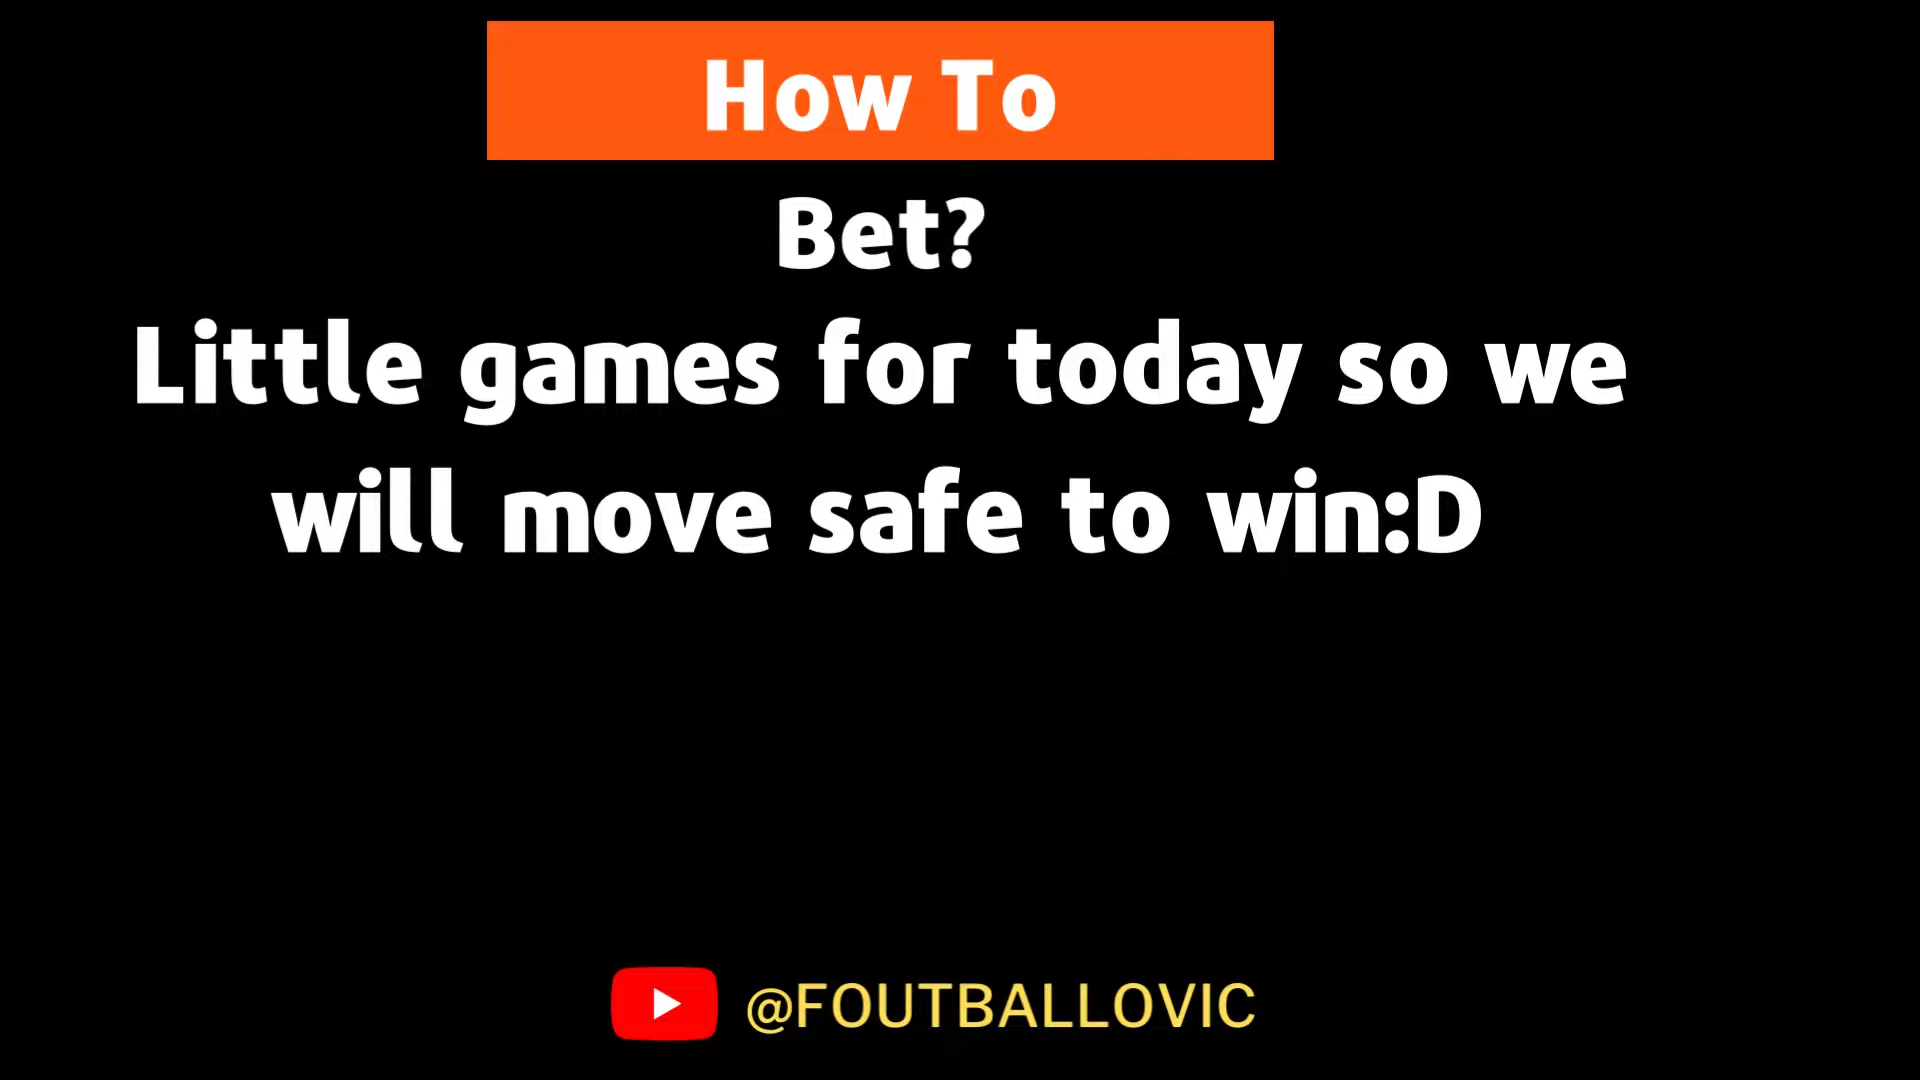 How To
Bet?
Little games for today so we
will move safe to win:D
@FOUTBALLOVIC